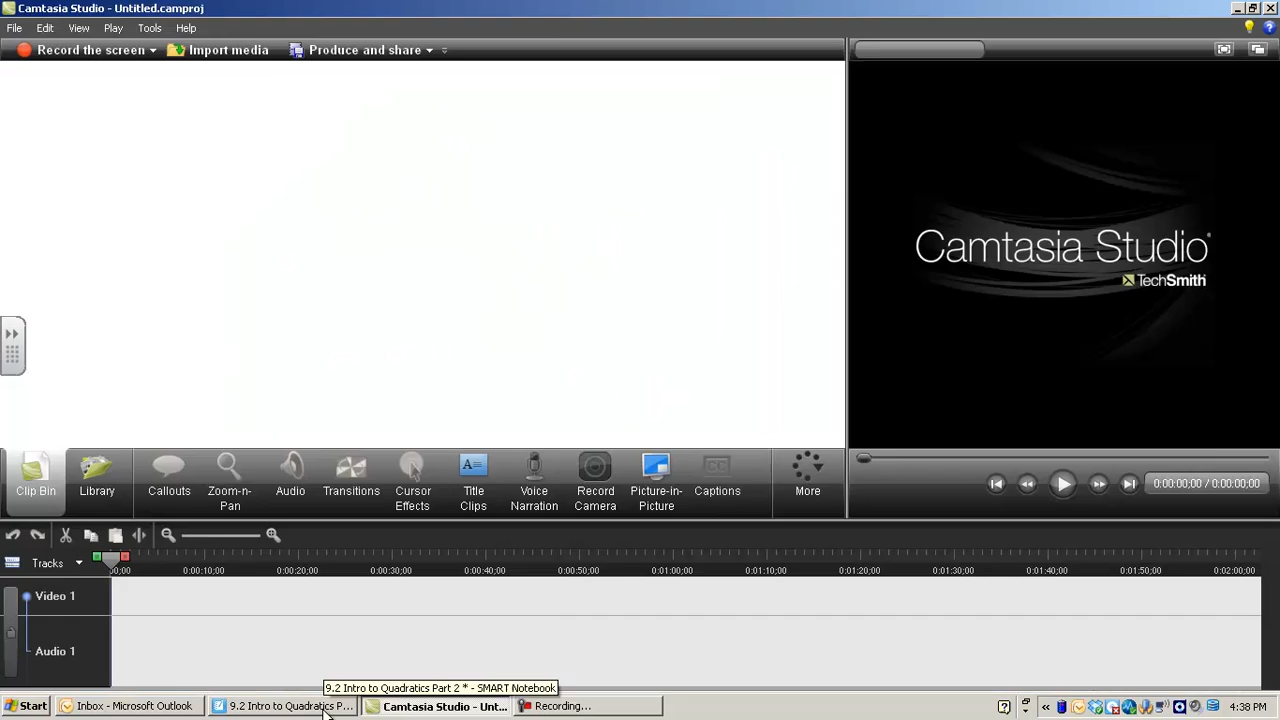 Camtasia Studio - Untitled.camproj
File Edit View Play Tools Help
Record the screen Import media Produce and share
Camtasia Studio
TechSmith
Clip Bin Library Callouts Zoom-n-Pan Audio Transitions Cursor Effects Title Clips Voice Narration Record Camera Picture-in-Picture CC Captions More
0:00:00;00 / 0:00:00;00
Tracks 00;00 0:00:10;00 0:00:20;00 0:00:30;00 0:00:40;00 0:00:50;00 0:01:00;00 0:01:10;00 0:01:20;00 0:01:30;00 0:01:40;00 0:01:50;00 0:02:00;00
Video 1
Audio 1
9.2 Intro to Quadratics Part 2 * - SMART Notebook
Start Inbox - Microsoft Outlook 9.2 Intro to Quadratics P... Camtasia Studio - Unt... Recording... 4:38 PM